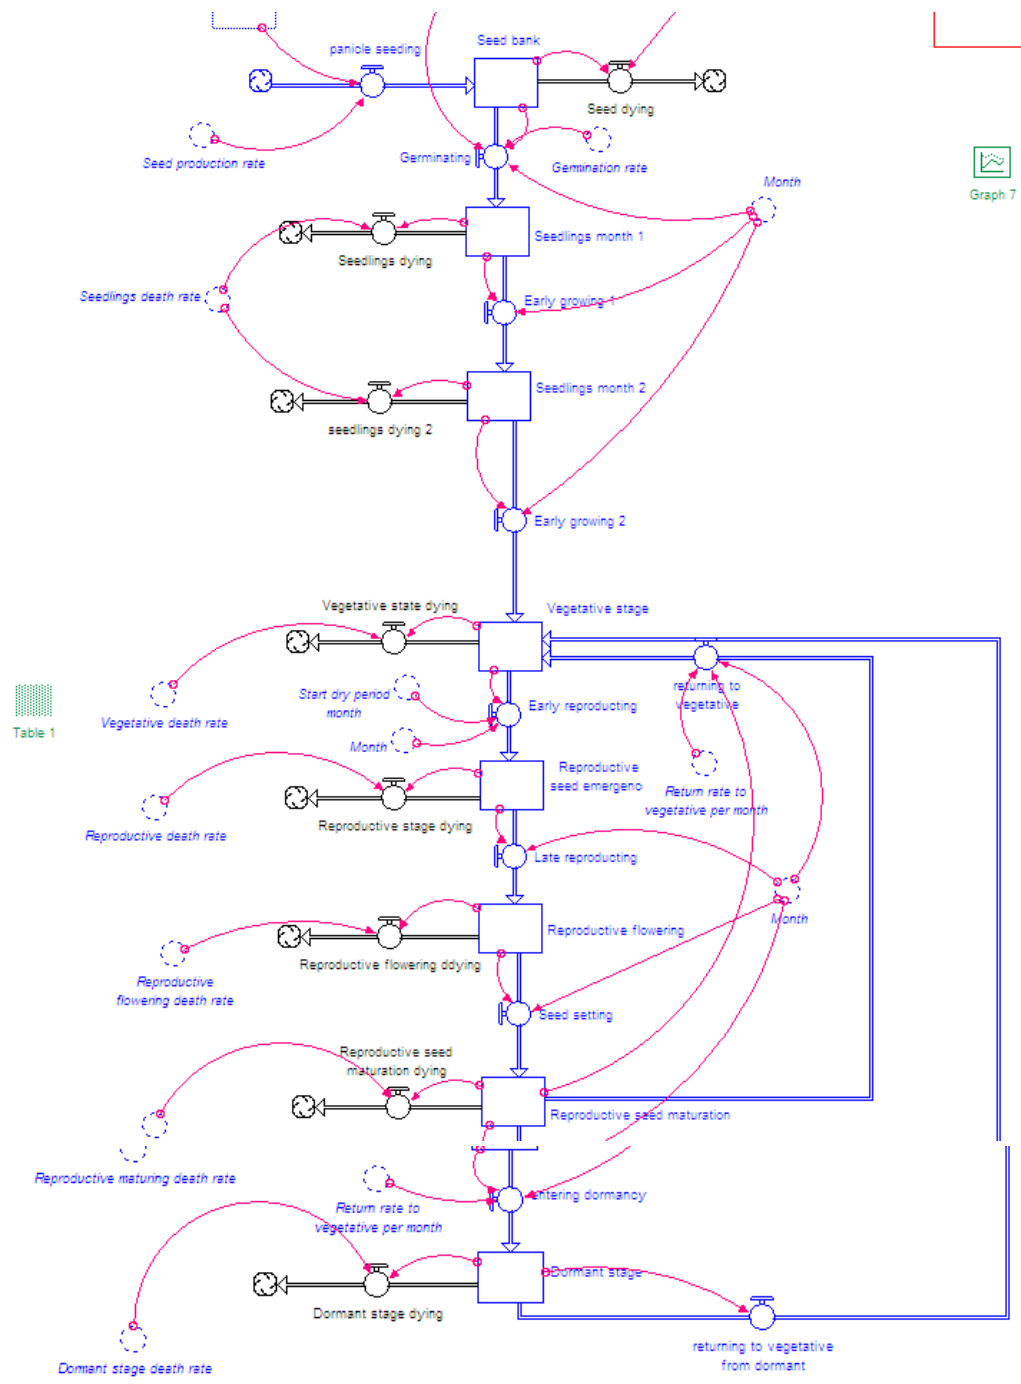 Seed bank
panicle seeding
Seed dying
Seed production rate
Germinating
Germination rate
Month
Graph 7
Seedlings month 1
Seedlings dying
Seedlings death rate
Early growing 1
Seedlings month 2
seedlings dying 2
Early growing 2
Vegetative state dying
Vegetative stage
Start dry period
month
returning to
vegetative
Vegetative death rate
Early reproducting
Table 1
Month
Reproductive
seed emergeno
Return rate to
vegetative per month
Reproductive stage dying
Reproductive death rate
Late reproducting
Month
Reproductive flowering
Reproductive flowering ddying
Reproductive
flowering death rate
Seed setting
Reproductive seed
maturation dying
Reproductive seed maturation
Reproductive maturing death rate
Return rate to
vegetative per month
entering dormancy
Dormant stage
Dormant stage dying
returning to vegetative
from dormant
Dormant stage death rate